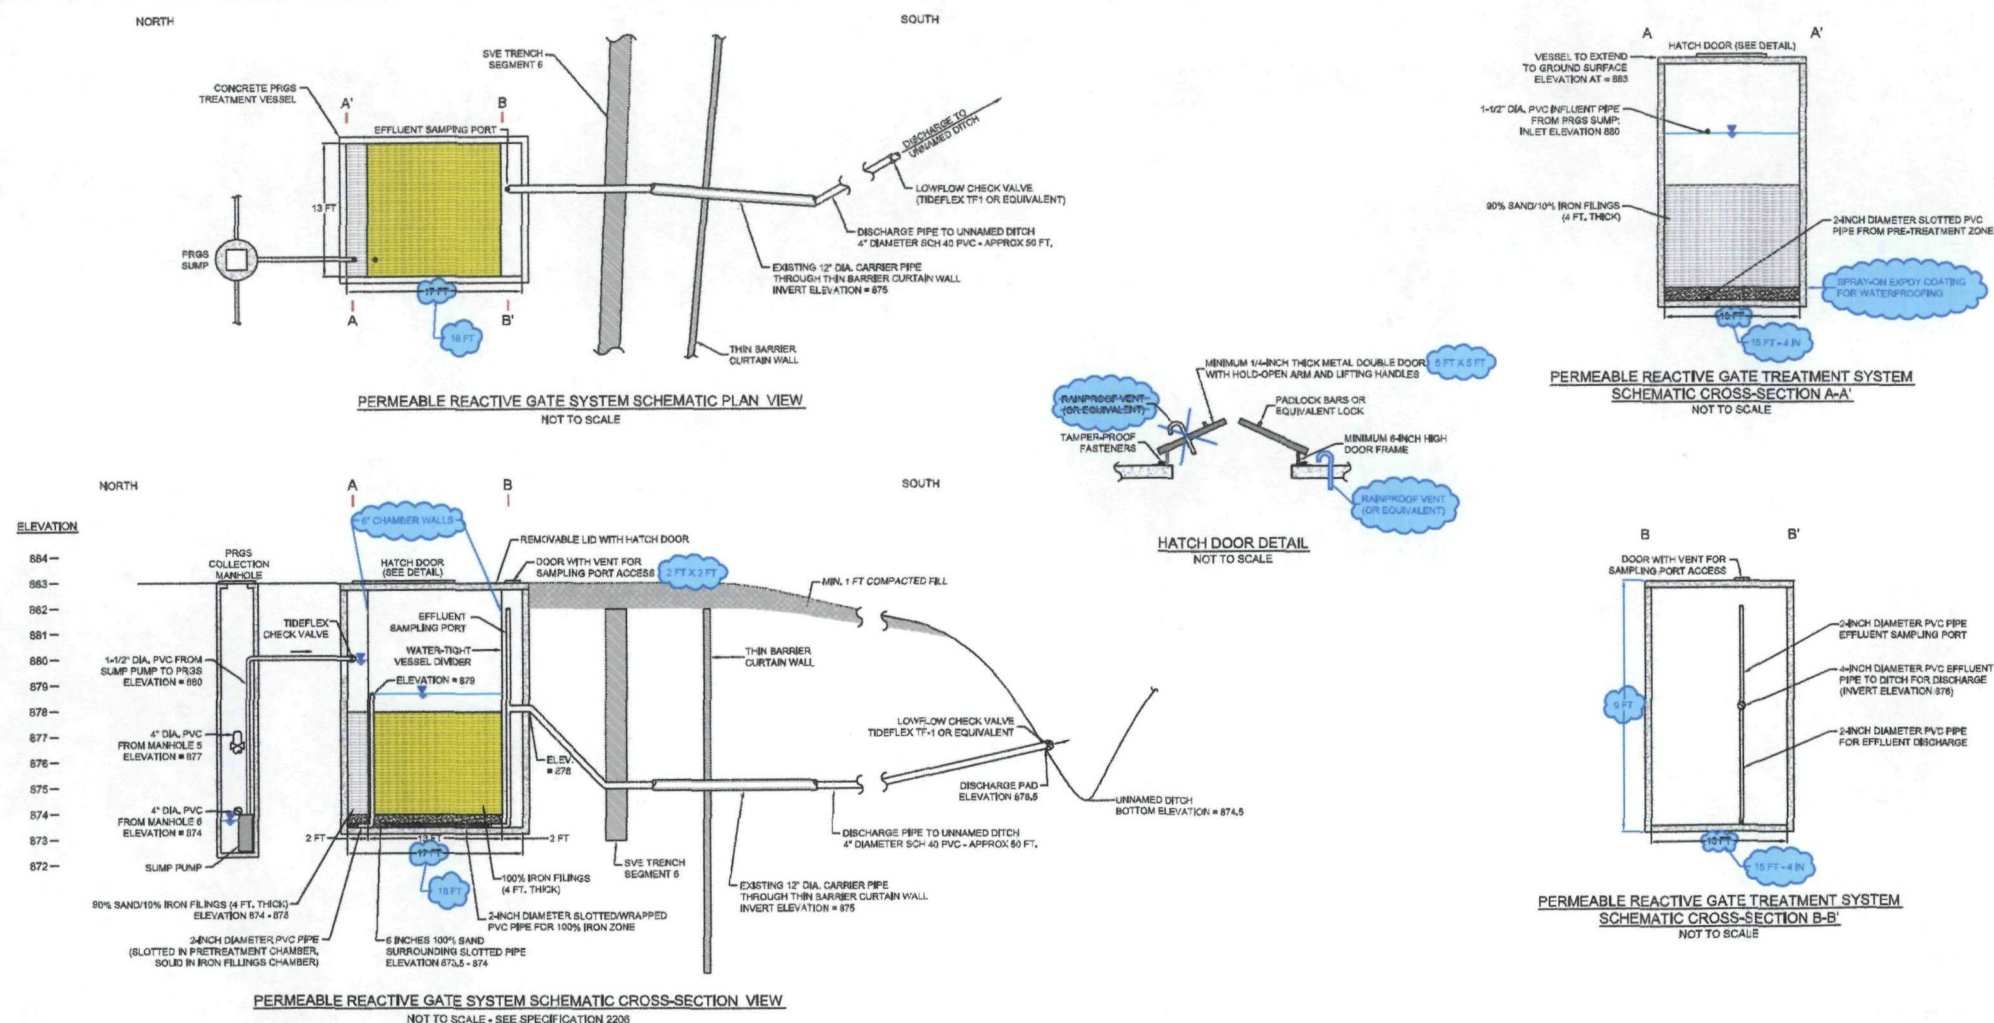 NORTH
SOUTH
SVE TRENCH
SEGMENT 6
CONCRETE PRGS
TREATMENT VESSEL
A'
B
EFFLUENT SAMPING PORT
DISCHARGE TO
UNNAMED DITCH
LOWFLOW CHECK VALVE
(TIDEFLEX TF1 OR EQUIVALENT)
13 FT
DISCHARGE PIPE TO UNNAMED DITCH
4" DIAMETER SCH 40 PVC - APPROX 50 FT.
PRGS
SUMP
EXISTING 12" DIA. CARRIER PIPE
THROUGH THIN BARRIER CURTAIN WALL
INVERT ELEVATION = 875
17 FT
A
B'
18 FT
THIN BARRIER
CURTAIN WALL
PERMEABLE REACTIVE GATE SYSTEM SCHEMATIC PLAN VIEW
NOT TO SCALE
A
A'
HATCH DOOR (SEE DETAIL)
VESSEL TO EXTEND
TO GROUND SURFACE
ELEVATION AT = 883
1-1/2" DIA. PVC INFLUENT PIPE
FROM PRGS SUMP:
INLET ELEVATION 880
90% SAND/10% IRON FILINGS
(4 FT. THICK)
2-INCH DIAMETER SLOTTED PVC
PIPE FROM PRE-TREATMENT ZONE
SPRAY-ON EXPOY COATING
FOR WATERPROOFING
15 FT - 4 IN
PERMEABLE REACTIVE GATE TREATMENT SYSTEM
SCHEMATIC CROSS-SECTION A-A'
NOT TO SCALE
MINIMUM 1/4-INCH THICK METAL DOUBLE DOOR
WITH HOLD-OPEN ARM AND LIFTING HANDLES
5 FT X 5 FT
RAINPROOF VENT
(OR EQUIVALENT)
PADLOCK BARS OR
EQUIVALENT LOCK
TAMPER-PROOF
FASTENERS
MINIMUM 6-INCH HIGH
DOOR FRAME
RAINPROOF VENT
(OR EQUIVALENT)
HATCH DOOR DETAIL
NOT TO SCALE
NORTH
A
B
SOUTH
ELEVATION
884
883
882
881
880
879
878
877
876
875
874
873
872
6" CHAMBER WALLS
REMOVABLE LID WITH HATCH DOOR
PRGS
COLLECTION
MANHOLE
HATCH DOOR
(SEE DETAIL)
DOOR WITH VENT FOR
SAMPLING PORT ACCESS
2 FT X 2 FT
MIN. 1 FT COMPACTED FILL
TIDEFLEX
CHECK VALVE
EFFLUENT
SAMPLING PORT
WATER-TIGHT
VESSEL DIVIDER
THIN BARRIER
CURTAIN WALL
1-1/2" DIA. PVC FROM
SUMP PUMP TO PRGS
ELEVATION = 880
ELEVATION = 879
4" DIA. PVC
FROM MANHOLE 5
ELEVATION = 877
ELEV.
= 878
LOWFLOW CHECK VALVE
TIDEFLEX TF-1 OR EQUIVALENT
DISCHARGE PAD
ELEVATION 876.5
UNNAMED DITCH
BOTTOM ELEVATION = 874.5
4" DIA. PVC
FROM MANHOLE 6
ELEVATION = 874
2 FT
13 FT
2 FT
17 FT
18 FT
SUMP PUMP
DISCHARGE PIPE TO UNNAMED DITCH
4" DIAMETER SCH 40 PVC - APPROX 50 FT.
SVE TRENCH
SEGMENT 6
100% IRON FILINGS
(4 FT. THICK)
EXISTING 12" DIA. CARRIER PIPE
THROUGH THIN BARRIER CURTAIN WALL
INVERT ELEVATION = 875
90% SAND/10% IRON FILINGS (4 FT. THICK)
ELEVATION 874 - 878
2-INCH DIAMETER SLOTTED/WRAPPED
PVC PIPE FOR 100% IRON ZONE
2-INCH DIAMETER PVC PIPE
(SLOTTED IN PRETREATMENT CHAMBER,
SOLID IN IRON FILLINGS CHAMBER)
6 INCHES 100% SAND
SURROUNDING SLOTTED PIPE
ELEVATION 873.5 - 874
PERMEABLE REACTIVE GATE SYSTEM SCHEMATIC CROSS-SECTION VIEW
NOT TO SCALE - SEE SPECIFICATION 2206
B
B'
DOOR WITH VENT FOR
SAMPLING PORT ACCESS
2-INCH DIAMETER PVC PIPE
EFFLUENT SAMPLING PORT
4-INCH DIAMETER PVC EFFLUENT
PIPE TO DITCH FOR DISCHARGE
(INVERT ELEVATION 878)
9 FT
2-INCH DIAMETER PVC PIPE
FOR EFFLUENT DISCHARGE
13 FT
15 FT - 4 IN
PERMEABLE REACTIVE GATE TREATMENT SYSTEM
SCHEMATIC CROSS-SECTION B-B'
NOT TO SCALE